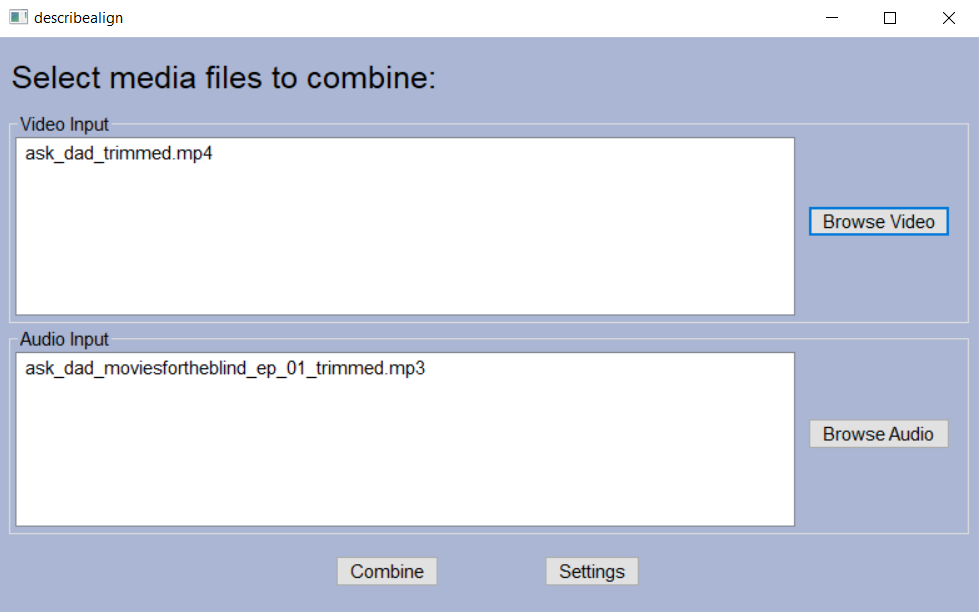 describealign
Select media files to combine:
Video Input
ask_dad_trimmed.mp4
Browse Video
Audio Input
ask_dad_moviesfortheblind_ep_01_trimmed.mp3
Browse Audio
Combine
Settings